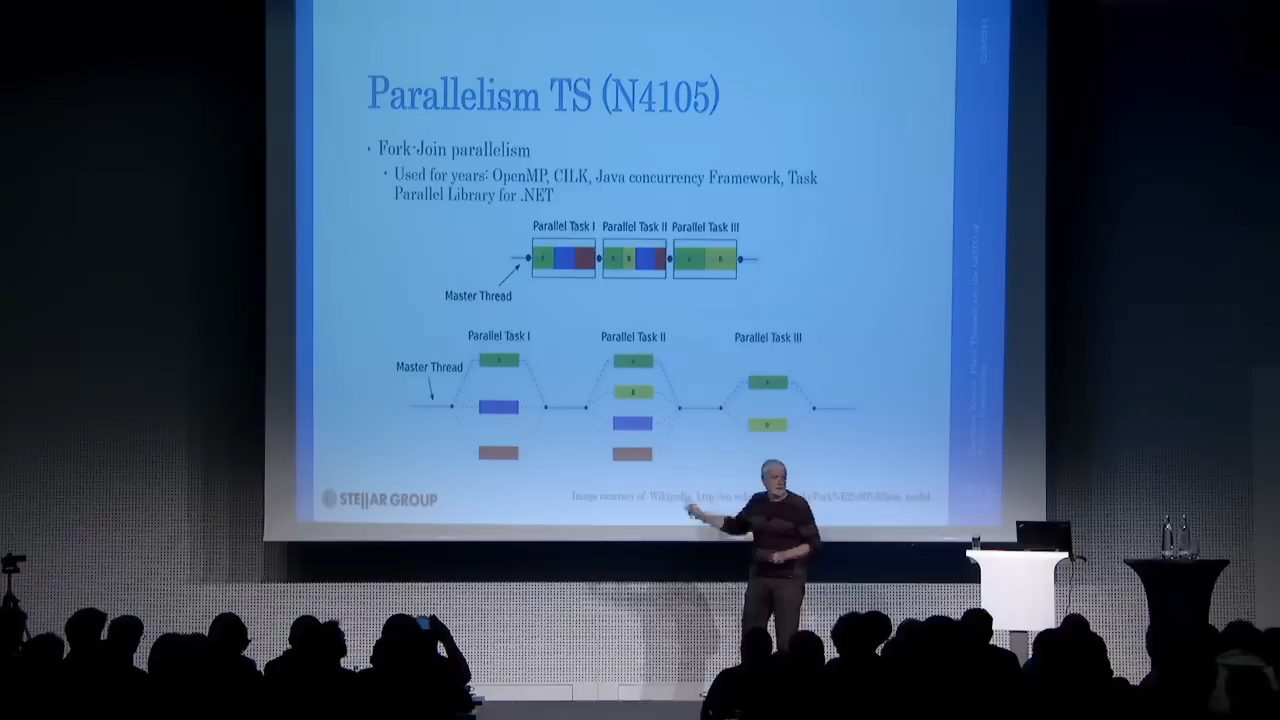 Parallelism TS (N4105)
• Fork-Join parallelism
• Used for years: OpenMP, CILK, Java concurrency Framework, Task
Parallel Library for .NET
Parallel Task I Parallel Task II Parallel Task III
A A B A B
Master Thread
Parallel Task I Parallel Task II Parallel Task III
A A
Master Thread
A
B
B
STE||AR GROUP
Image courtesy of Wikipedia